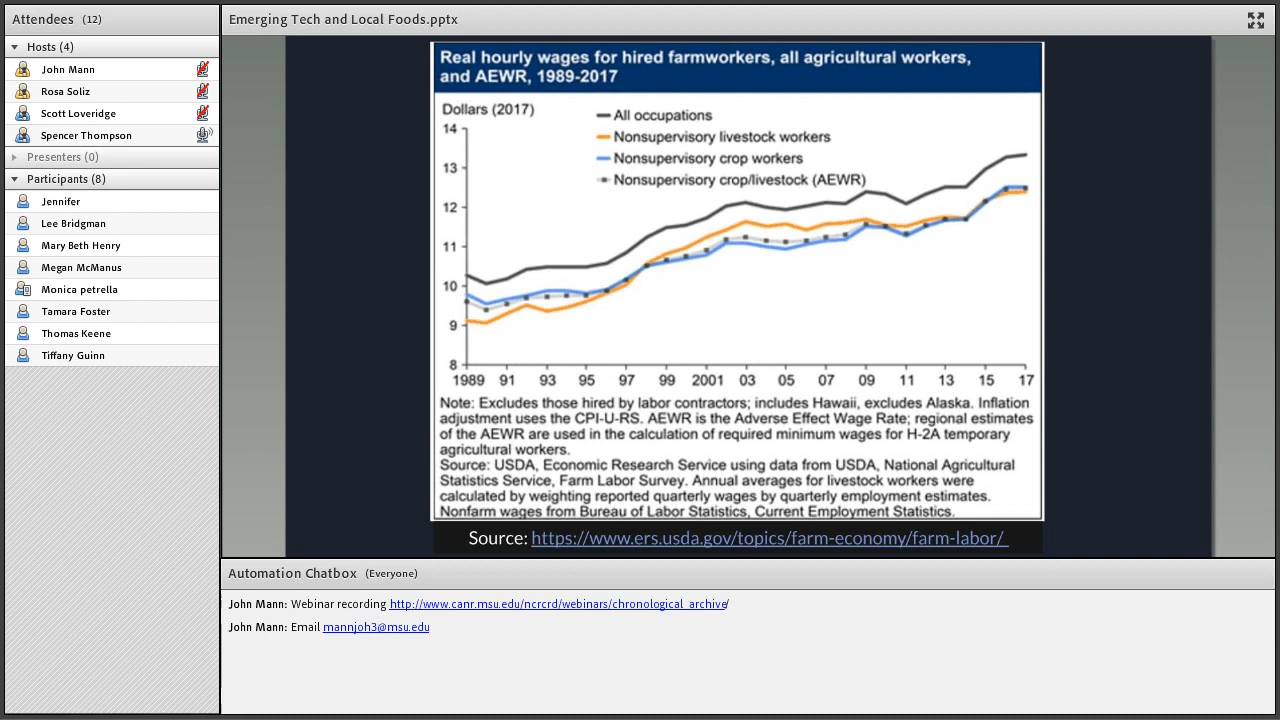 Attendees (12)
Hosts (4)
John Mann
Rosa Soliz
Scott Loveridge
Spencer Thompson
Presenters (0)
Participants (8)
Jennifer
Lee Bridgman
Mary Beth Henry
Megan McManus
Monica petrella
Tamara Foster
Thomas Keene
Tiffany Guinn
Emerging Tech and Local Foods.pptx
Real hourly wages for hired farmworkers, all agricultural workers,
and AEWR, 1989-2017
Dollars (2017)
All occupations
Nonsupervisory livestock workers
Nonsupervisory crop workers
Nonsupervisory crop/livestock (AEWR)
14
13
12
11
10
9
8
1989 91 93 95 97 99 2001 03 05 07 09 11 13 15 17
Note: Excludes those hired by labor contractors; includes Hawaii, excludes Alaska. Inflation
adjustment uses the CPI-U-RS. AEWR is the Adverse Effect Wage Rate; regional estimates
of the AEWR are used in the calculation of required minimum wages for H-2A temporary
agricultural workers.
Source: USDA, Economic Research Service using data from USDA, National Agricultural
Statistics Service, Farm Labor Survey. Annual averages for livestock workers were
calculated by weighting reported quarterly wages by quarterly employment estimates.
Nonfarm wages from Bureau of Labor Statistics, Current Employment Statistics.
Source: https://www.ers.usda.gov/topics/farm-economy/farm-labor/
Automation Chatbox (Everyone)
John Mann: Webinar recording http://www.canr.msu.edu/ncrcrd/webinars/chronological_archive/
John Mann: Email mannjoh3@msu.edu